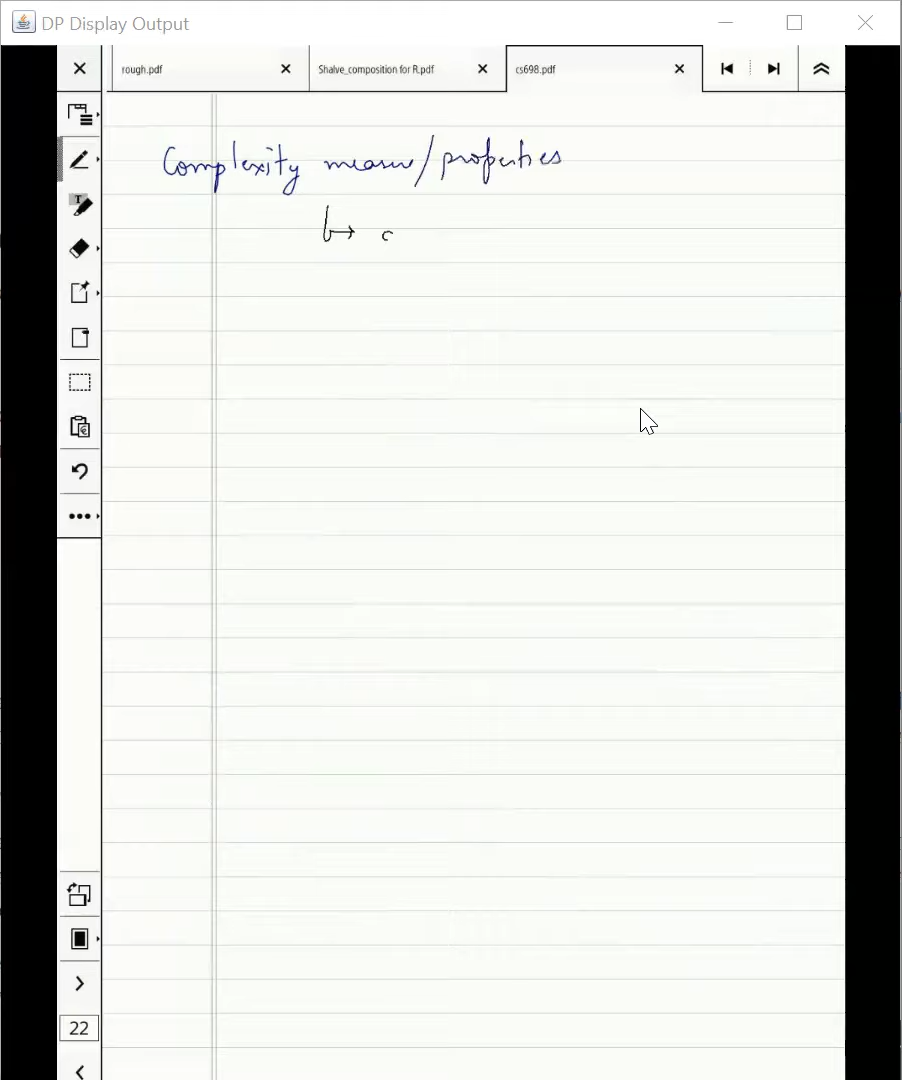 DP Display Output
rough.pdf
Shalve_composition for R.pdf
cs698.pdf
Complexity measure/properties
↳ c
22